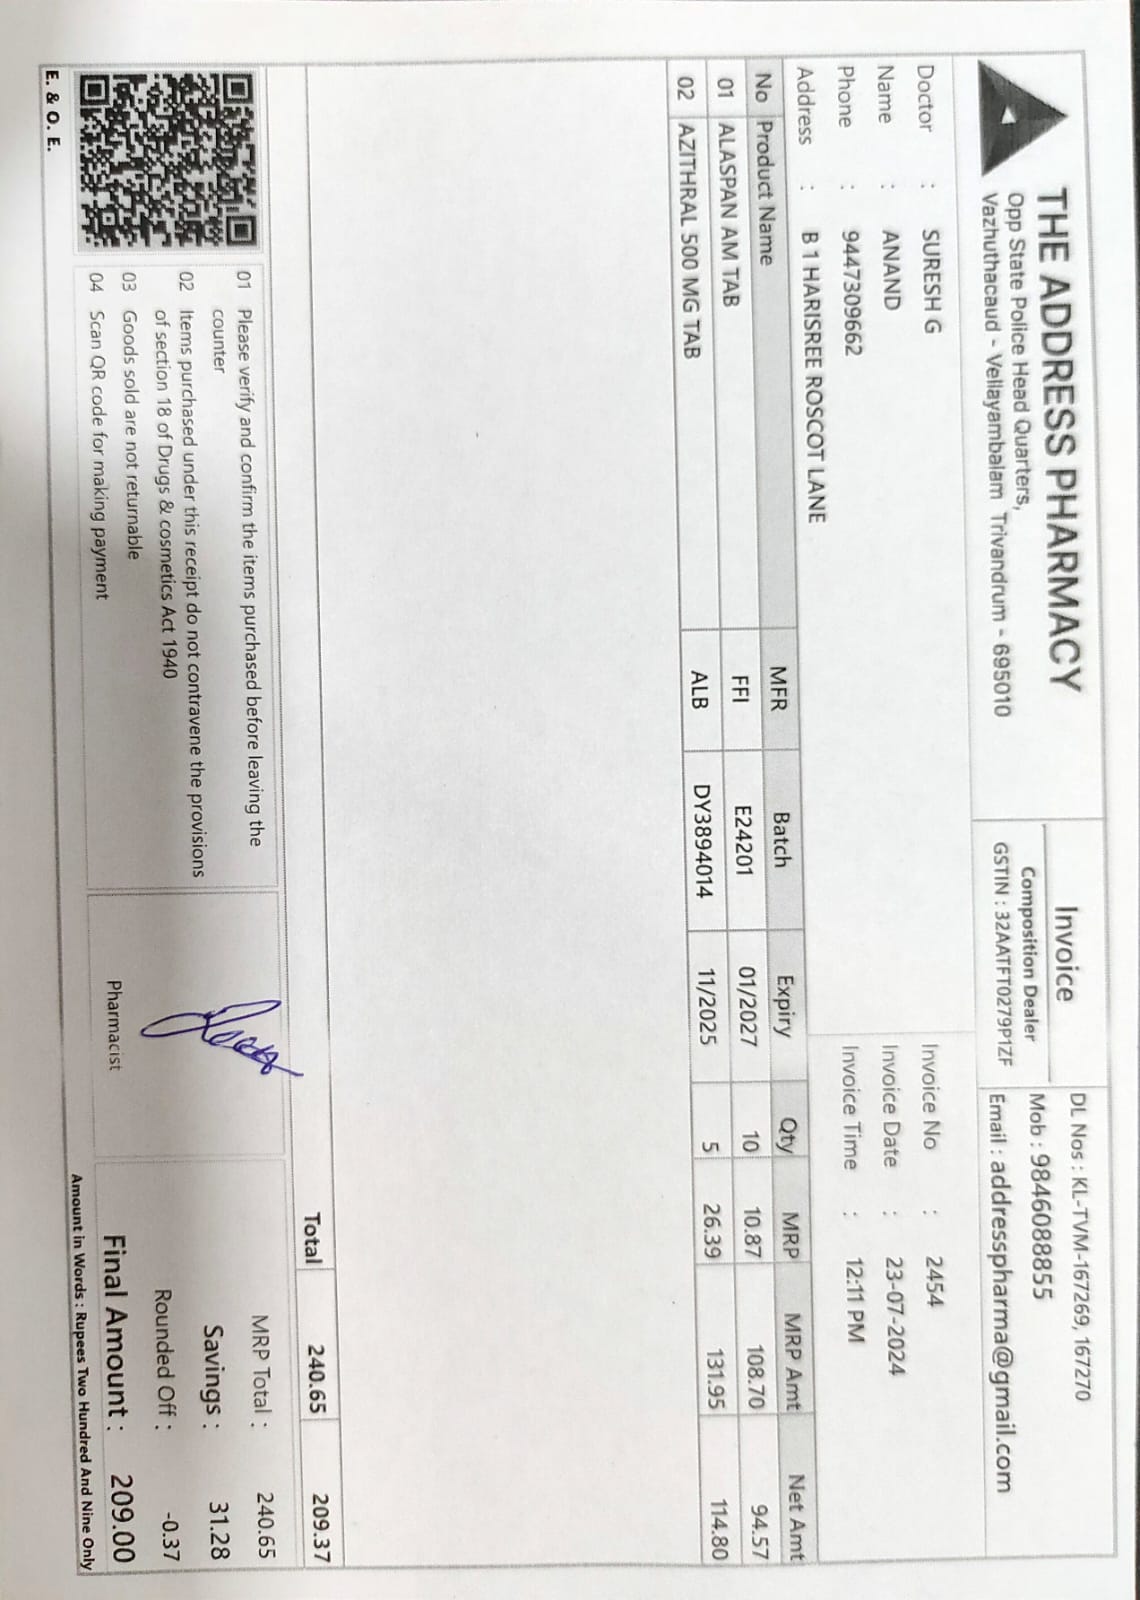 THE ADDRESS PHARMACY
Opp State Police Head Quarters,
Vazhuthacaud - Vellayambalam Trivandrum - 695010
Invoice
Composition Dealer
GSTIN : 32AATFT0279P1ZF
DL Nos : KL-TVM-167269, 167270
Mob : 9846088855
Email : addresspharma@gmail.com
Doctor : SURESH G
Name : ANAND
Phone : 9447309662
Address : B 1 HARISREE ROSCOT LANE
Invoice No : 2454
Invoice Date : 23-07-2024
Invoice Time : 12:11 PM
No Product Name MFR Batch Expiry Qty MRP MRP Amt Net Amt
01 ALASPAN AM TAB FFI E24201 01/2027 10 10.87 108.70 94.57
02 AZITHRAL 500 MG TAB ALB DY3894014 11/2025 5 26.39 131.95 114.80
Total 240.65 209.37
01 Please verify and confirm the items purchased before leaving the
counter
02 Items purchased under this receipt do not contravene the provisions
of section 18 of Drugs & cosmetics Act 1940
03 Goods sold are not returnable
04 Scan QR code for making payment
Pharmacist
MRP Total : 240.65
Savings : 31.28
Rounded Off : -0.37
Final Amount : 209.00
Amount in Words : Rupees Two Hundred And Nine Only
E. & O. E.